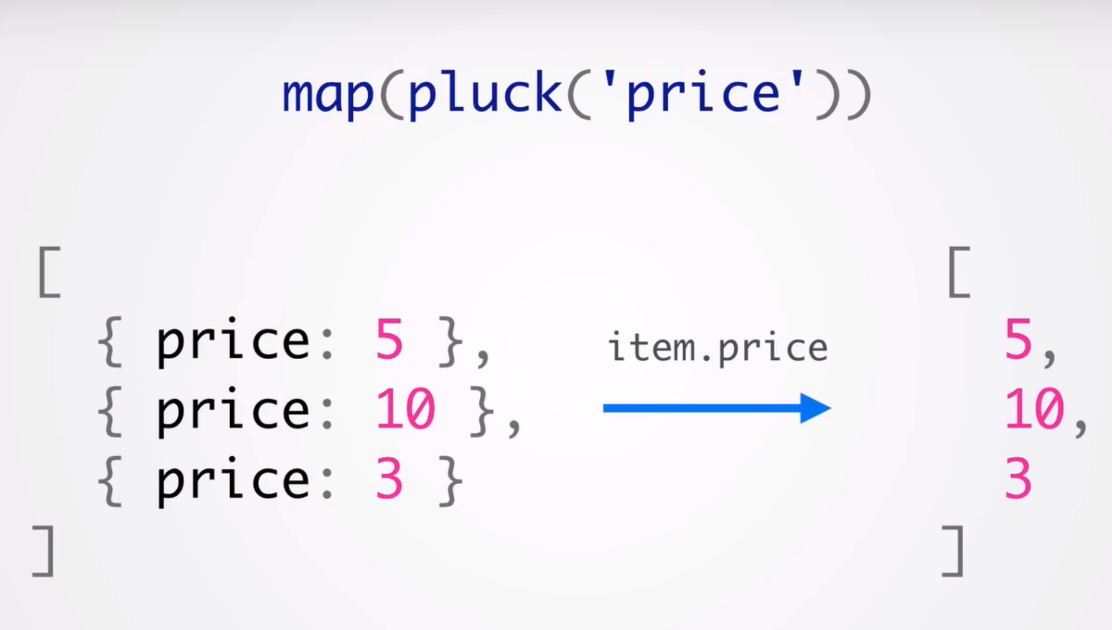 map(pluck('price'))
[
{ price: 5 },
{ price: 10 },
{ price: 3 }
]
item.price
[
5,
10,
3
]